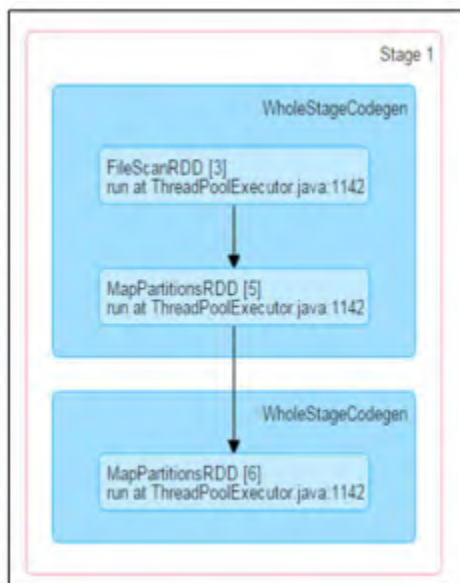 Stage 1
WholeStageCodegen
FileScanRDD [3]
run at ThreadPoolExecutor.java:1142
MapPartitionsRDD [5]
run at ThreadPoolExecutor.java:1142
WholeStageCodegen
MapPartitionsRDD [6]
run at ThreadPoolExecutor.java:1142